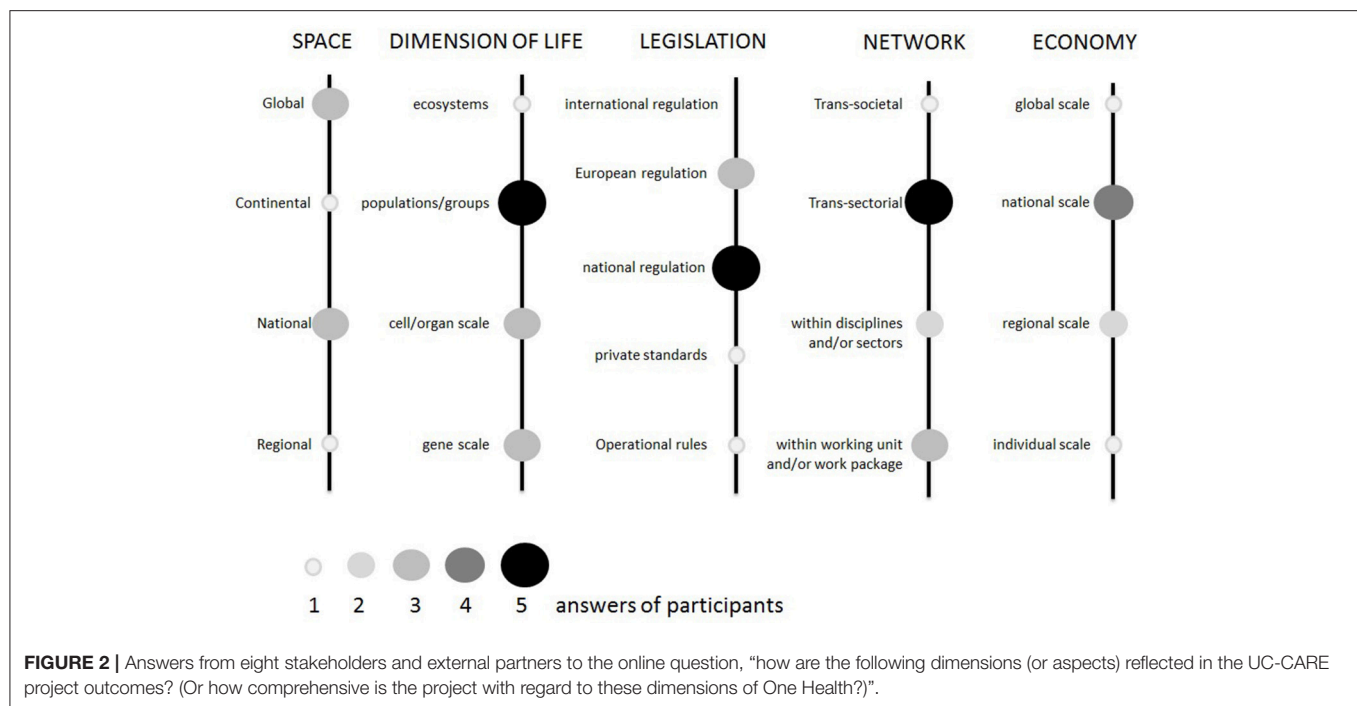 SPACE DIMENSION OF LIFE LEGISLATION NETWORK ECONOMY
Global ecosystems international regulation Trans-societal global scale
European regulation
Continental populations/groups Trans-sectorial national scale
national regulation
National cell/organ scale within disciplines regional scale
and/or sectors
private standards
Regional gene scale Operational rules within working unit individual scale
and/or work package
1 2 3 4 5 answers of participants
FIGURE 2 | Answers from eight stakeholders and external partners to the online question, “how are the following dimensions (or aspects) reflected in the UC-CARE
project outcomes? (Or how comprehensive is the project with regard to these dimensions of One Health?)”.